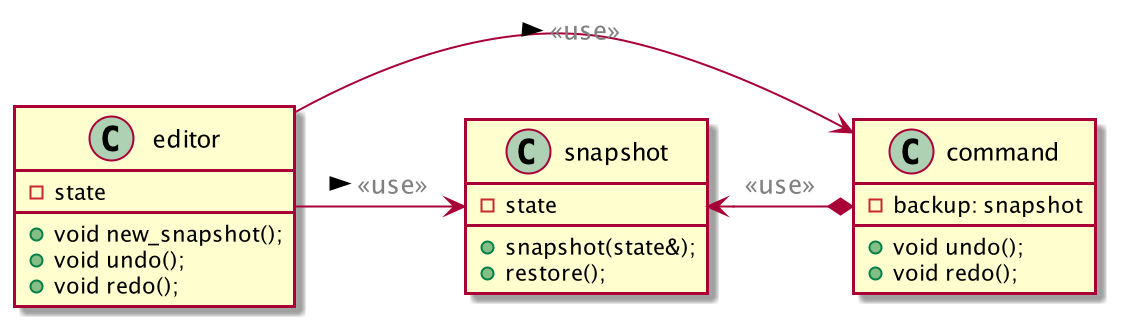 «use»
C editor
state
void new_snapshot();
void undo();
void redo();
«use»
C snapshot
state
snapshot(state&);
restore();
«use»
C command
backup: snapshot
void undo();
void redo();